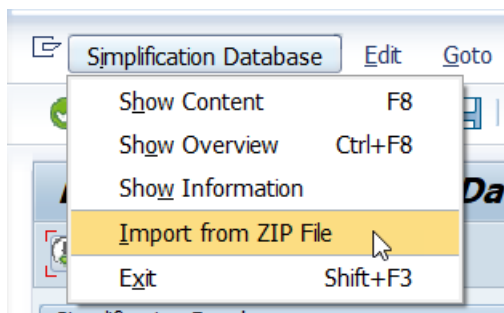 Simplification Database Edit Goto
Show Content F8
Show Overview Ctrl+F8
Show Information
Da
Import from ZIP File
Exit Shift+F3